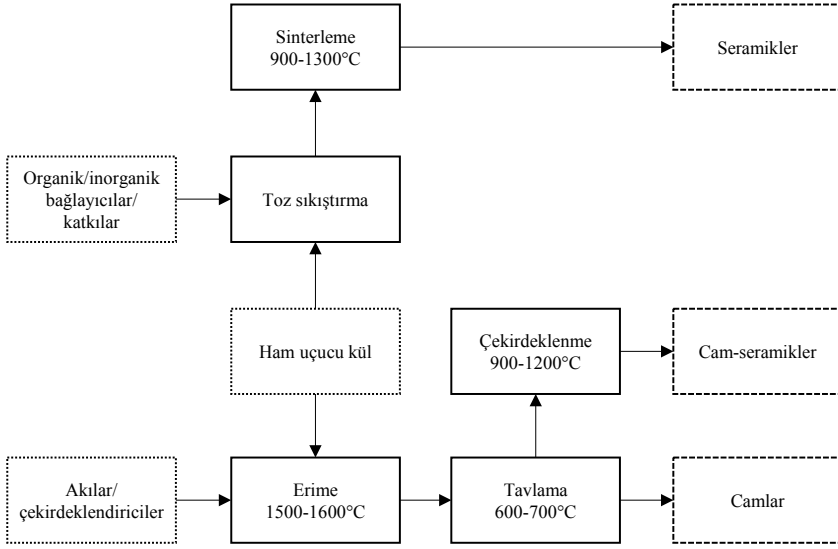 Sinterleme
900-1300°C
Seramikler
Organik/inorganik
bağlayıcılar/
katkılar
Toz sıkıştırma
Ham uçucu kül
Çekirdeklenme
900-1200°C
Cam-seramikler
Akılar/
çekirdeklendiriciler
Erime
1500-1600°C
Tavlama
600-700°C
Camlar